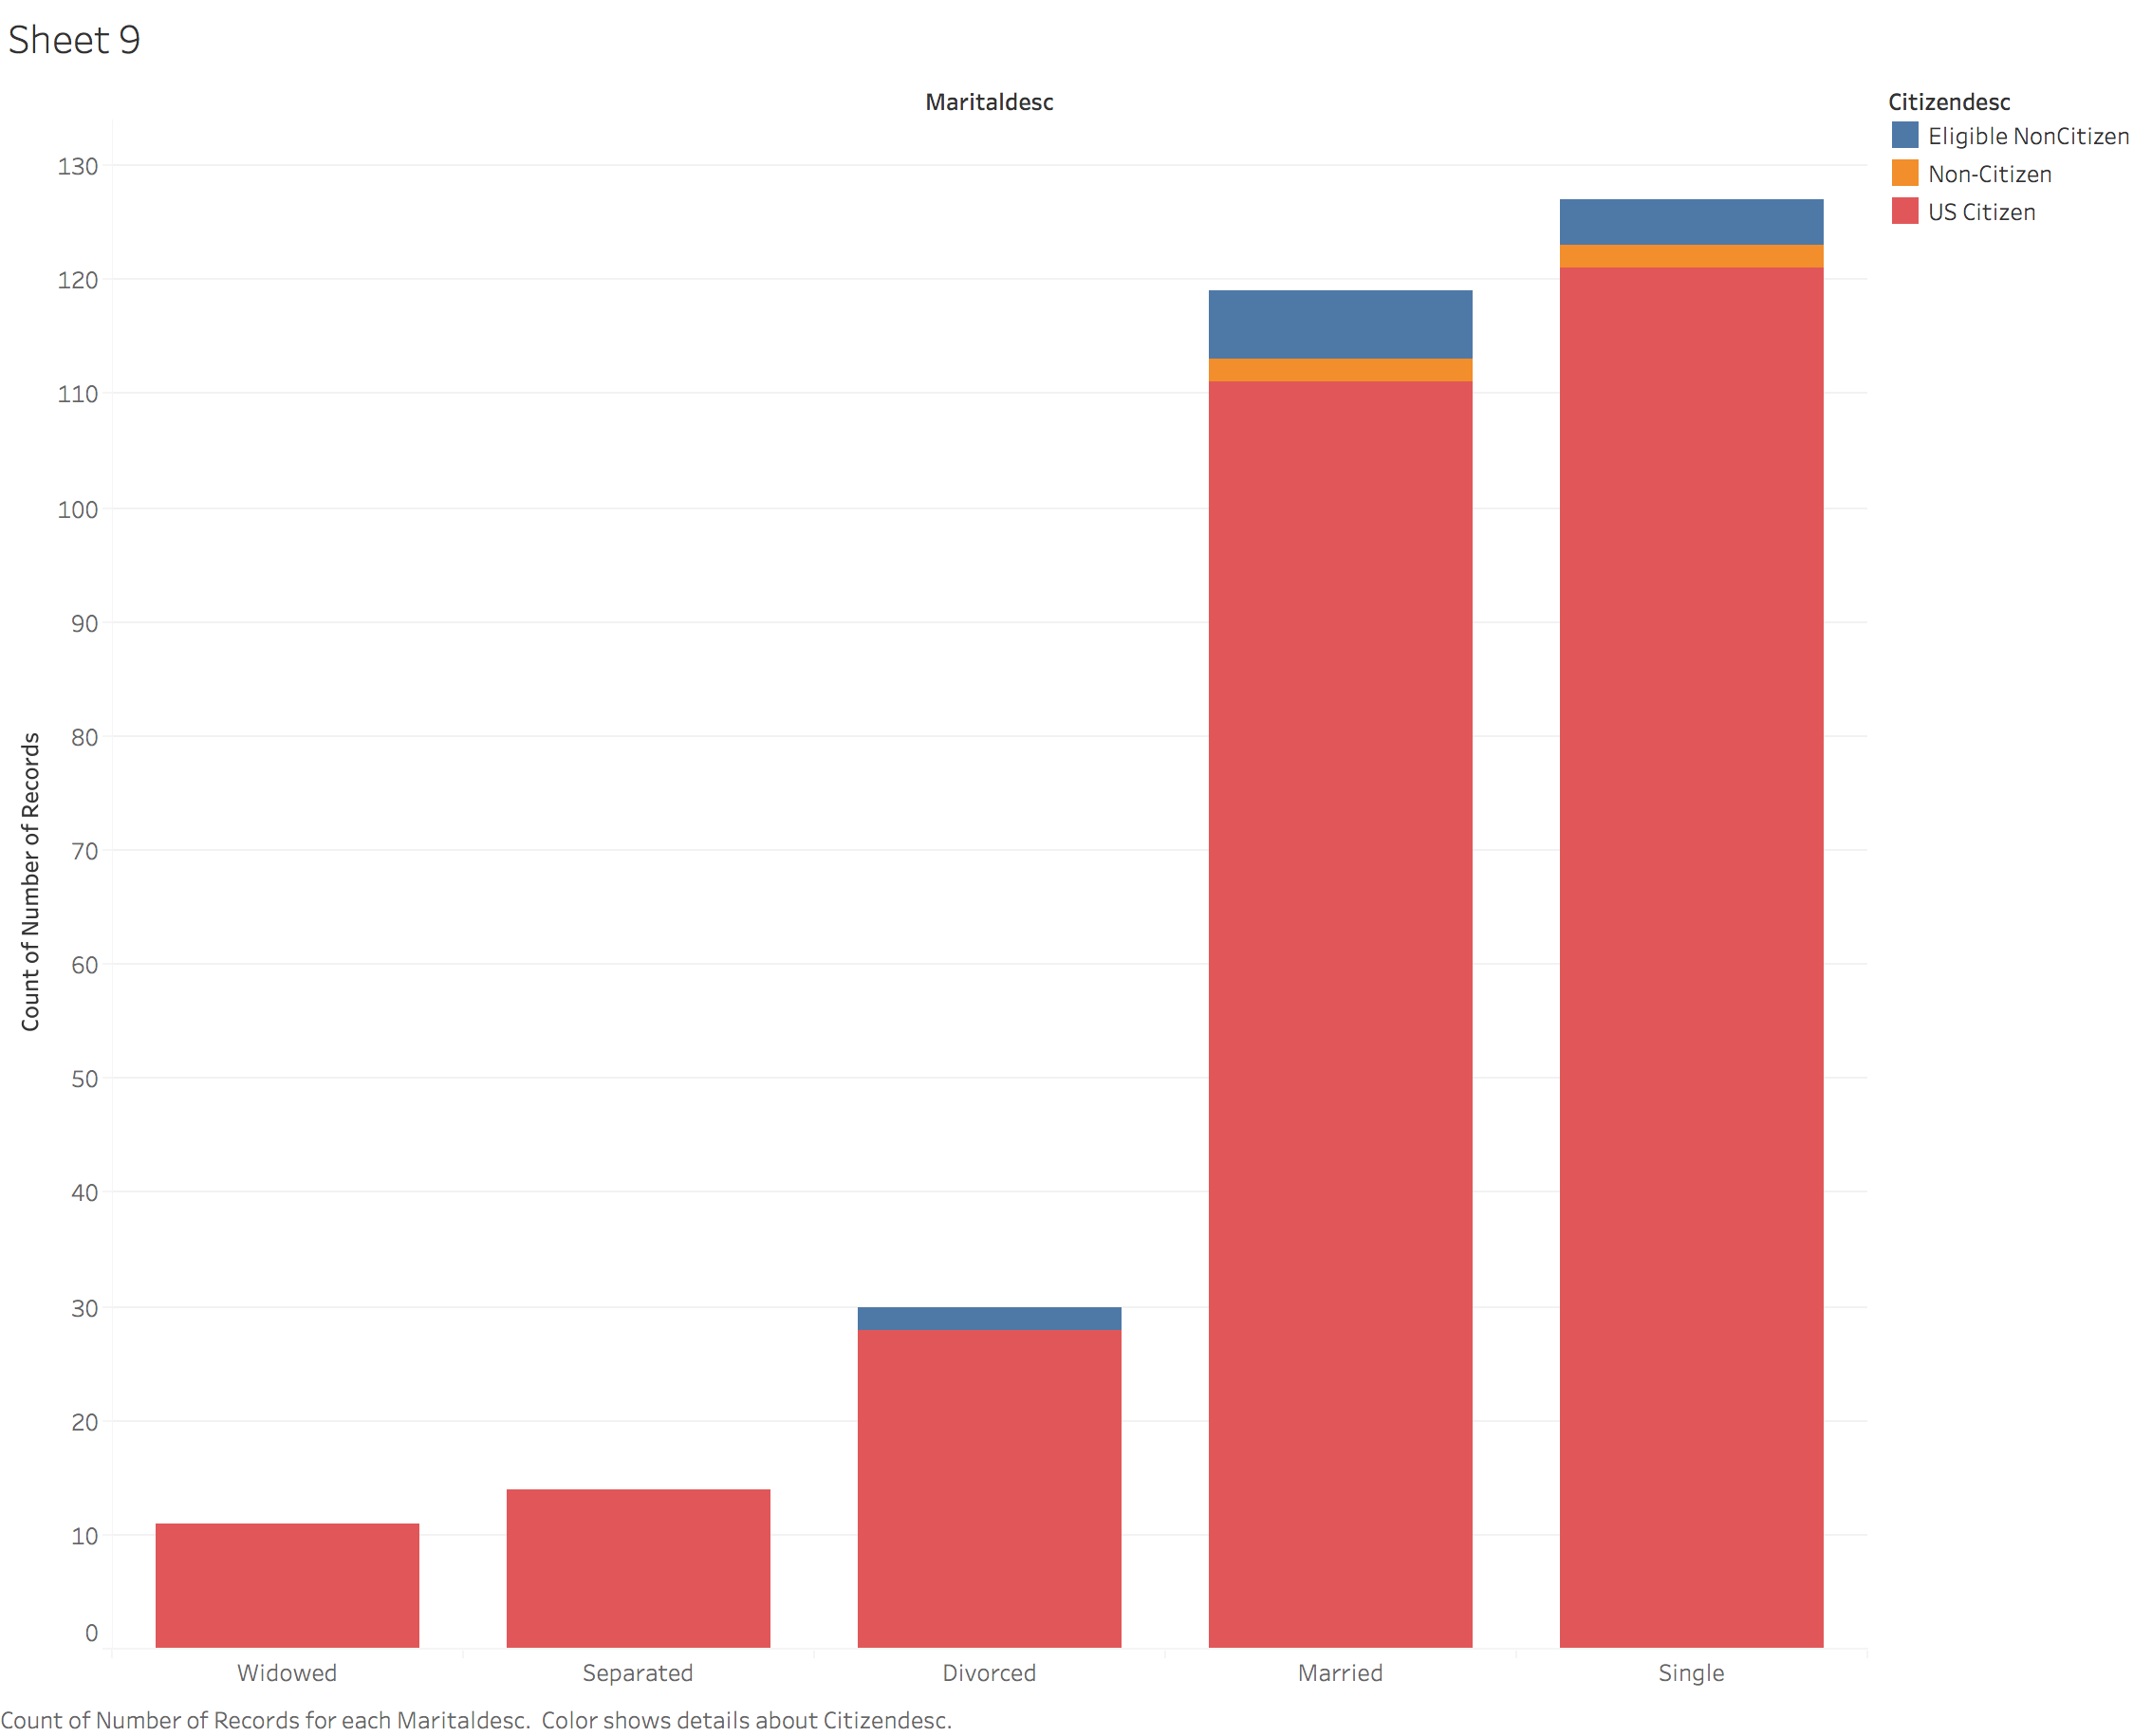 Sheet 9
Maritaldesc
Citizendesc
Eligible NonCitizen
Non-Citizen
US Citizen
Count of Number of Records
130
120
110
100
90
80
70
60
50
40
30
20
10
0
Widowed
Separated
Divorced
Married
Single
Count of Number of Records for each Maritaldesc.  Color shows details about Citizendesc.